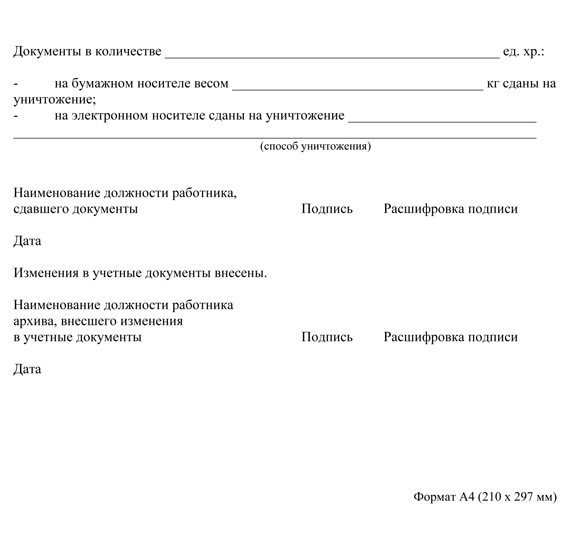 Документы в количестве ________________________________________________ ед. хр.:
- на бумажном носителе весом ____________________________________ кг сданы на
уничтожение;
- на электронном носителе сданы на уничтожение ___________________________
___________________________________________________________________________
(способ уничтожения)
Наименование должности работника,
сдавшего документы Подпись Расшифровка подписи
Дата
Изменения в учетные документы внесены.
Наименование должности работника
архива, внесшего изменения
в учетные документы Подпись Расшифровка подписи
Дата
Формат А4 (210 x 297 мм)